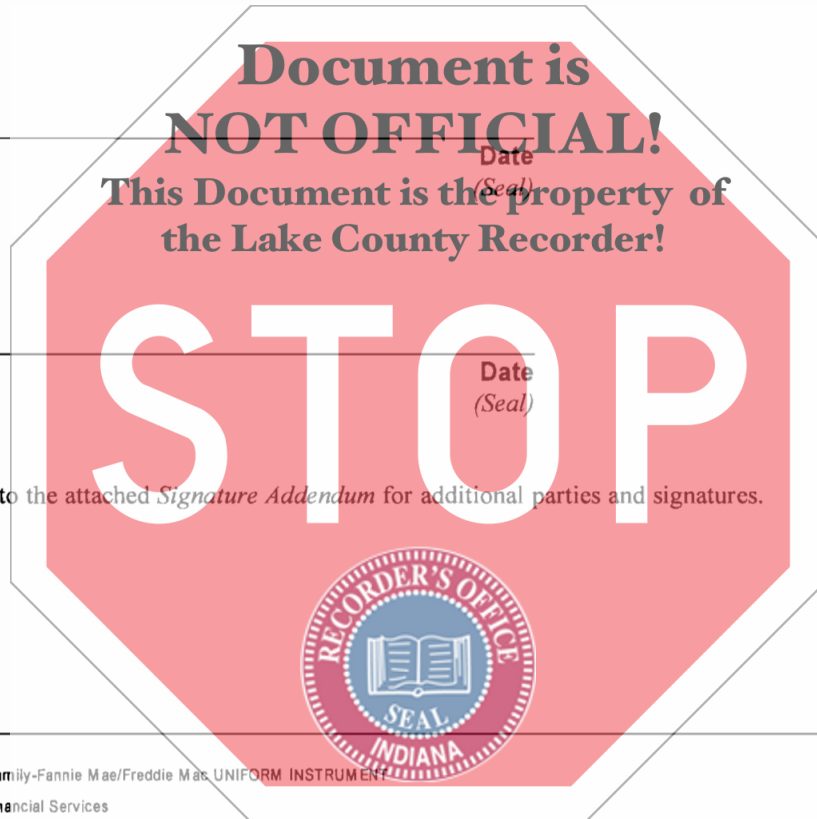 Document is
NOT OFFICIAL!
Date
This Document is the property of
(Seal)
the Lake County Recorder!
STOP
Date
(Seal)
to the attached Signature Addendum for additional parties and signatures.
RECORDER'S OFFICE
SEAL
INDIANA
amily-Fannie Mae/Freddie Mac UNIFORM INSTRUMENT
nancial Services